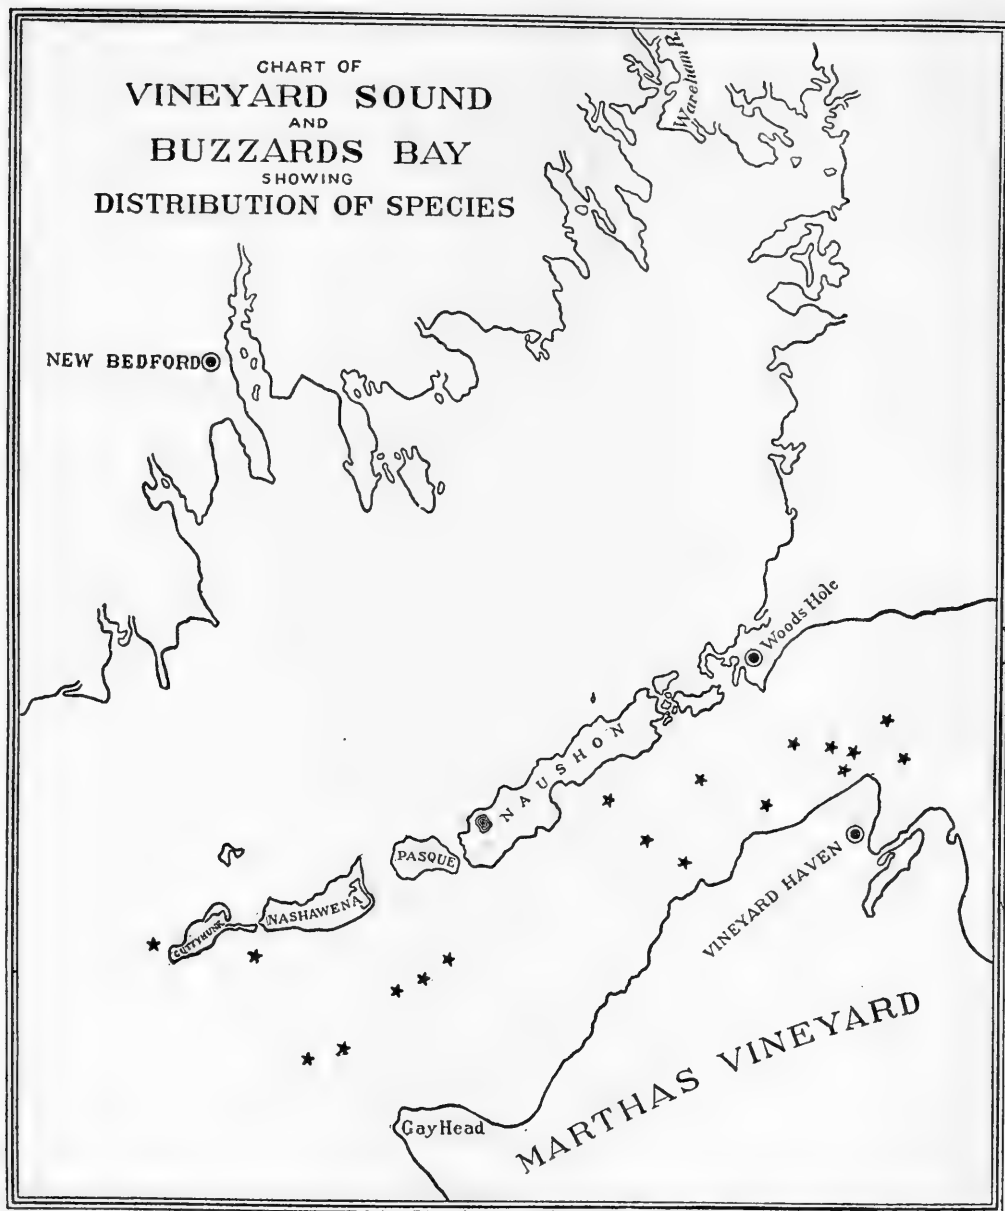 CHART OF
VINEYARD SOUND
AND
BUZZARDS BAY
SHOWING
DISTRIBUTION OF SPECIES
Wareham R.
NEW BEDFORD
Woods Hole
NAUSHON
PASQUE
NASHAWENA
CUTTYHUNK
VINEYARD HAVEN
MARTHAS VINEYARD
Gay Head